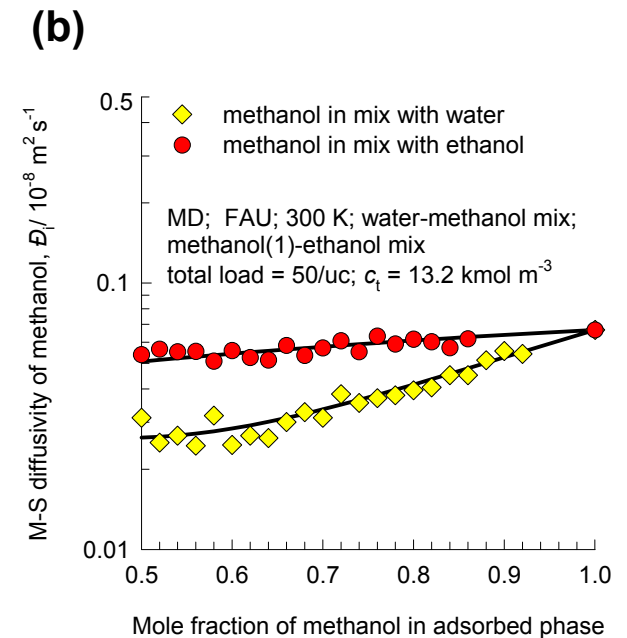 (b)
0.5
methanol in mix with water
methanol in mix with ethanol
MD; FAU; 300 K; water-methanol mix;
methanol(1)-ethanol mix
total load = 50/uc; cₜ = 13.2 kmol m⁻³
M-S diffusivity of methanol, Đᵢ/ 10⁻⁸ m² s⁻¹
0.1
0.01
0.5 0.6 0.7 0.8 0.9 1.0
Mole fraction of methanol in adsorbed phase